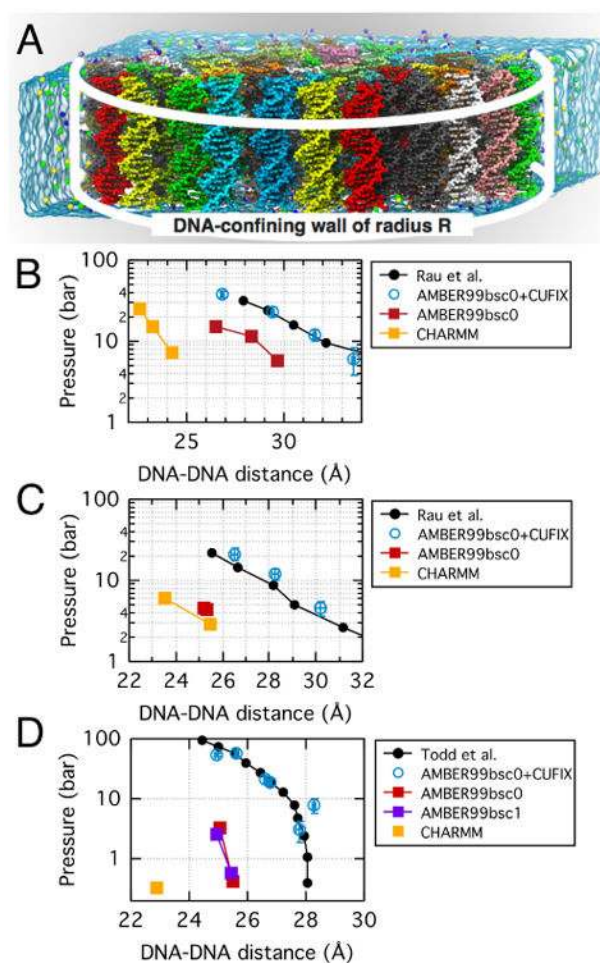 A
DNA-confining wall of radius R
B
Pressure (bar)
100
4
2
10
4
2
1
25
30
DNA-DNA distance (Å)
Rau et al.
AMBER99bsc0+CUFIX
AMBER99bsc0
CHARMM
C
Pressure (bar)
100
4
2
10
4
2
1
22
24
26
28
30
32
DNA-DNA distance (Å)
Rau et al.
AMBER99bsc0+CUFIX
AMBER99bsc0
CHARMM
D
Pressure (bar)
100
10
1
22
24
26
28
30
DNA-DNA distance (Å)
Todd et al.
AMBER99bsc0+CUFIX
AMBER99bsc0
AMBER99bsc1
CHARMM